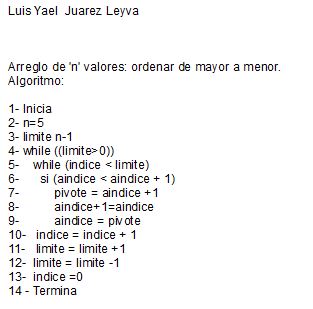 Luis Yael Juarez Leyva
Arreglo de 'n' valores: ordenar de mayor a menor.
Algoritmo:
1- Inicia
2- n=5
3- limite n-1
4- while ((limite>0))
5- while (indice < limite)
6- si (aindice < aindice + 1)
7- pivote = aindice +1
8- aindice+1=aindice
9- aindice = pivote
10- indice = indice + 1
11- limite = limite +1
12- limite = limite -1
13- indice =0
14 - Termina